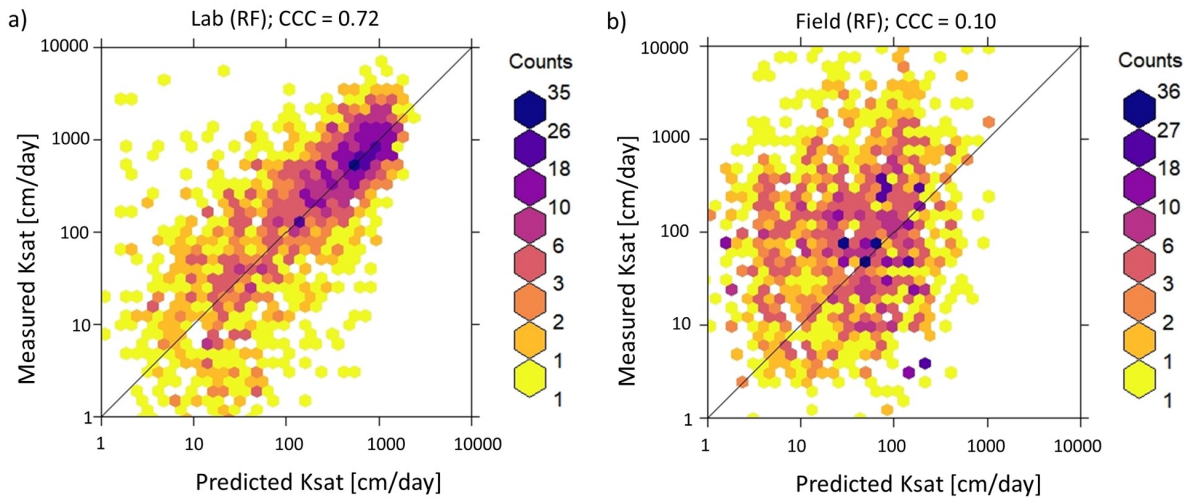 a)
Lab (RF); CCC = 0.72
10000
1000
100
10
1
Measured Ksat [cm/day]
1 10 100 1000 10000
Predicted Ksat [cm/day]
Counts
35
26
18
10
6
3
2
1
1
b)
Field (RF); CCC = 0.10
10000
1000
100
10
1
Measured Ksat [cm/day]
1 10 100 1000 10000
Predicted Ksat [cm/day]
Counts
36
27
18
10
6
3
2
1
1